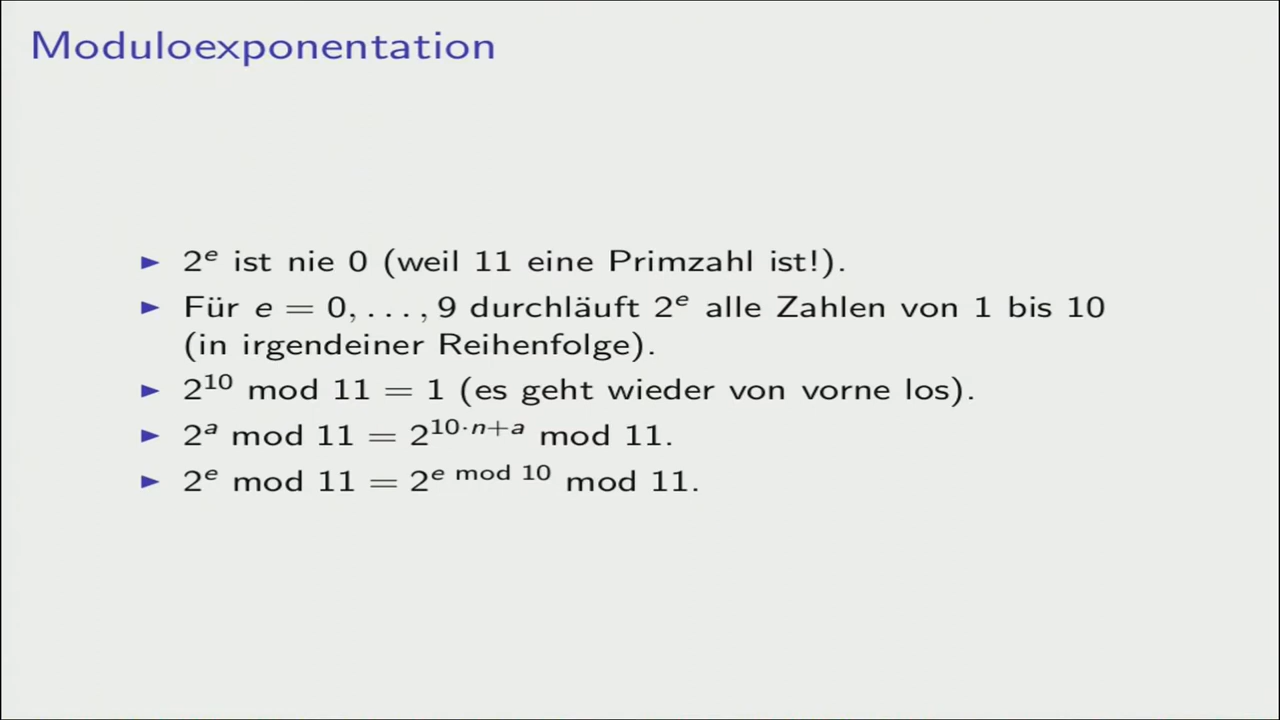 Moduloexponentation
▶ 2^e ist nie 0 (weil 11 eine Primzahl ist!).
▶ Für e = 0, . . . , 9 durchläuft 2^e alle Zahlen von 1 bis 10
(in irgendeiner Reihenfolge).
▶ 2^10 mod 11 = 1 (es geht wieder von vorne los).
▶ 2^a mod 11 = 2^(10·n+a) mod 11.
▶ 2^e mod 11 = 2^(e mod 10) mod 11.